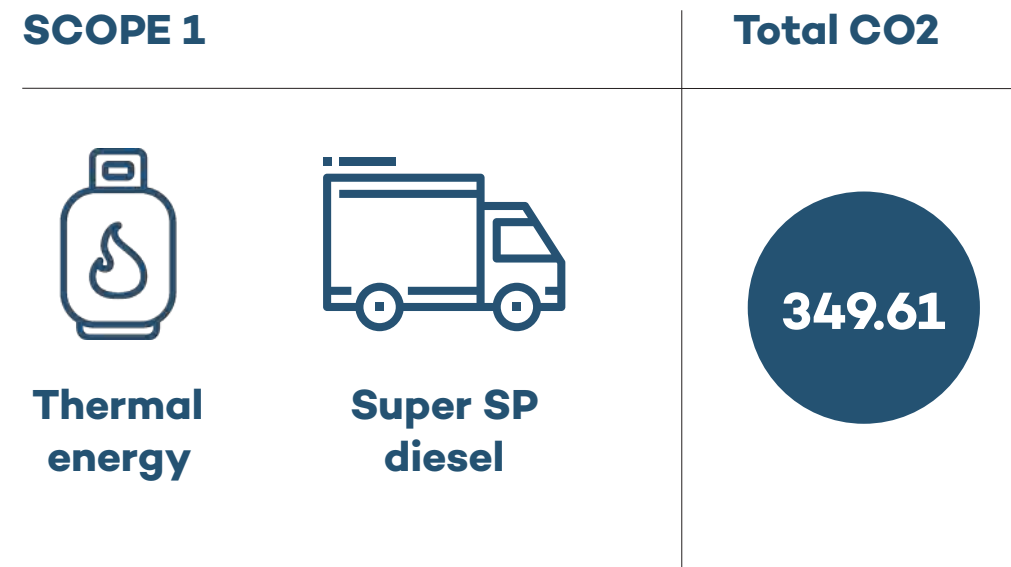 SCOPE 1
Total CO2
349.61
Thermal
energy
Super SP
diesel